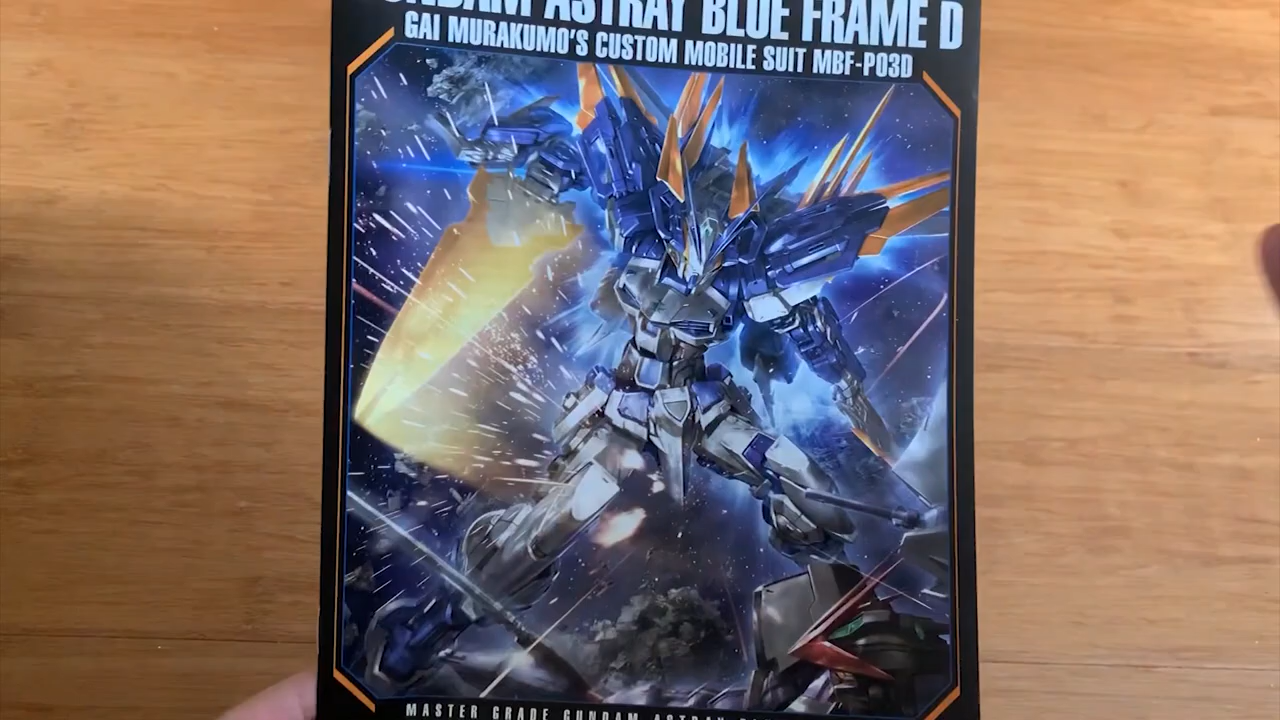 ASTRAY BLUE FRAME D
GAI MURAKUMO'S CUSTOM MOBILE SUIT MBF-P03D
MASTER GRADE GUNDAM ASTRAY